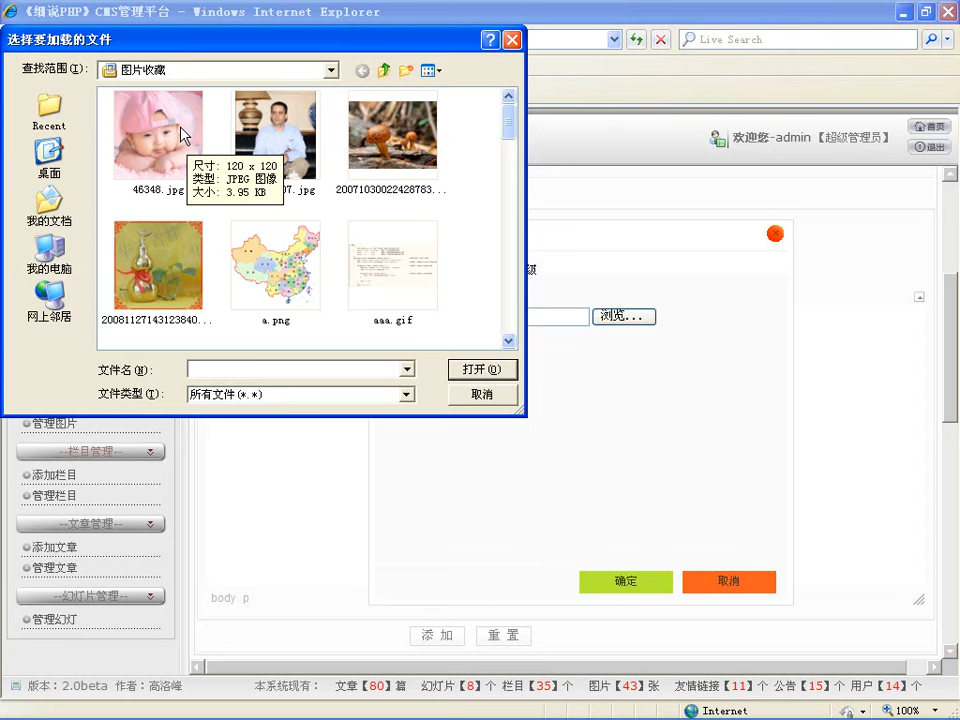 《细说PHP》CMS管理平台 - Windows Internet Explorer
选择要加载的文件
Live Search
查找范围(I):
图片收藏
Recent
桌面
我的文档
我的电脑
网上邻居
46348.jpg
07.jpg
200710300224287​83...
尺寸: 120 x 120
类型: JPEG 图像
大小: 3.95 KB
20081127143123840...
a.png
aaa.gif
文件名(N):
打开(O)
文件类型(T):
所有文件(*.*)
取消
欢迎您-admin【超级管理员】
首页
退出
浏览...
管理图片
--栏目管理--
添加栏目
管理栏目
--文章管理--
添加文章
管理文章
--幻灯片管理--
管理幻灯
确定
取消
body p
添 加
重 置
版本：2.0beta 作者：高洛峰
本系统现有： 文章【80】篇 幻灯片【8】个 栏目【35】个 图片【43】张 友情链接【11】个 公告【15】个 用户【14】个
Internet
100%